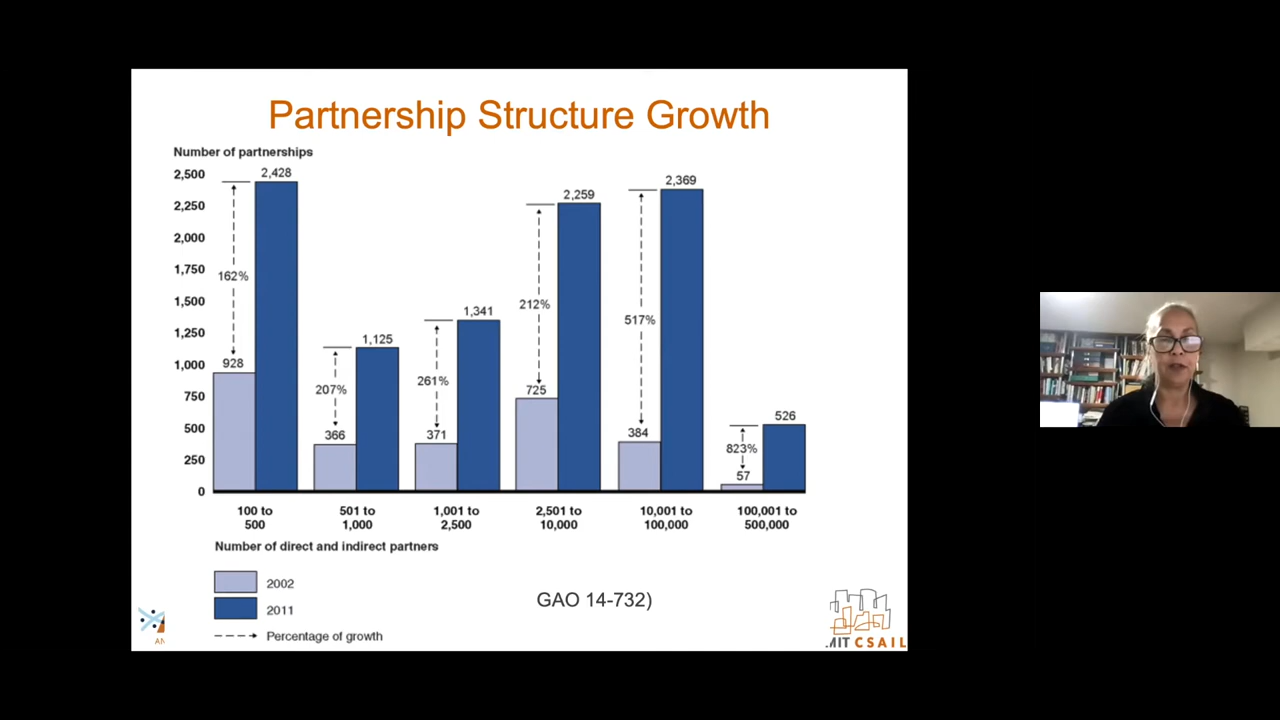 Partnership Structure Growth
Number of partnerships
2,500
2,250
2,000
1,750
1,500
1,250
1,000
750
500
250
0
2,428
162%
928
1,125
207%
366
1,341
261%
371
2,259
212%
725
2,369
517%
384
526
823%
57
100 to
500
501 to
1,000
1,001 to
2,500
2,501 to
10,000
10,001 to
100,000
100,001 to
500,000
Number of direct and indirect partners
2002
2011
Percentage of growth
GAO 14-732)
AN
MIT CSAIL